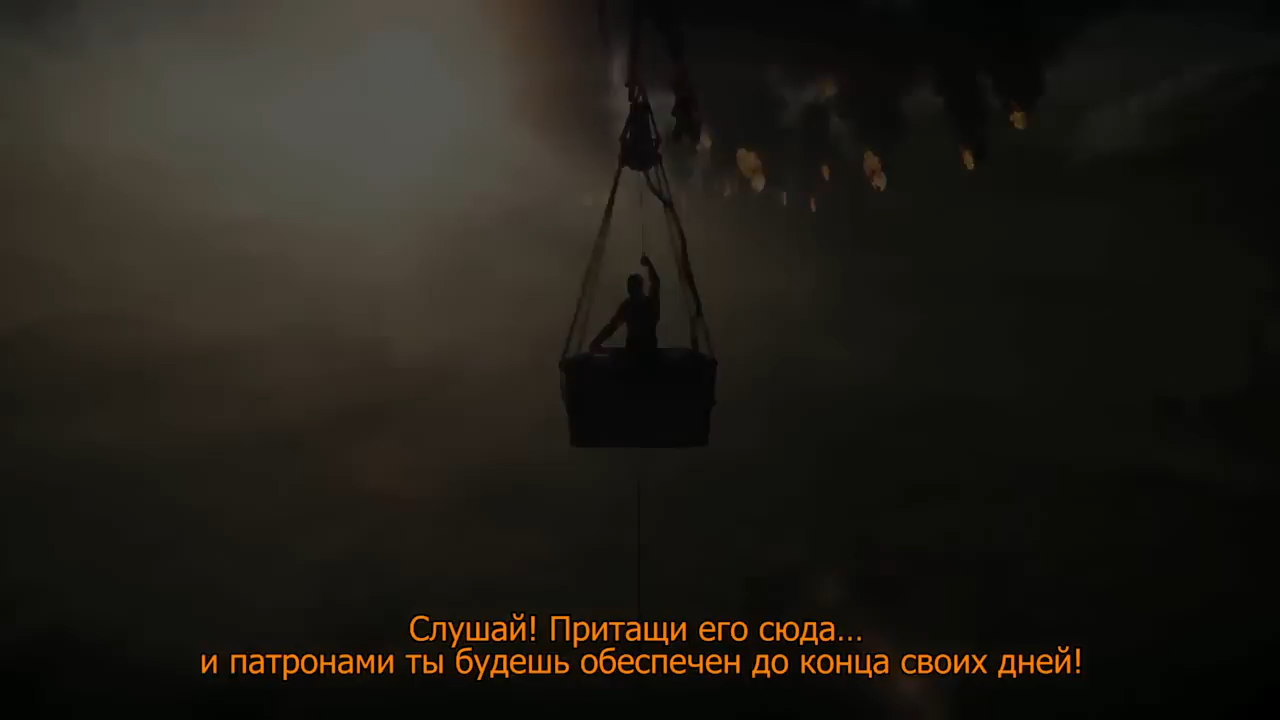 Слушай! Притащи его сюда...
и патронами ты будешь обеспечен до конца своих дней!